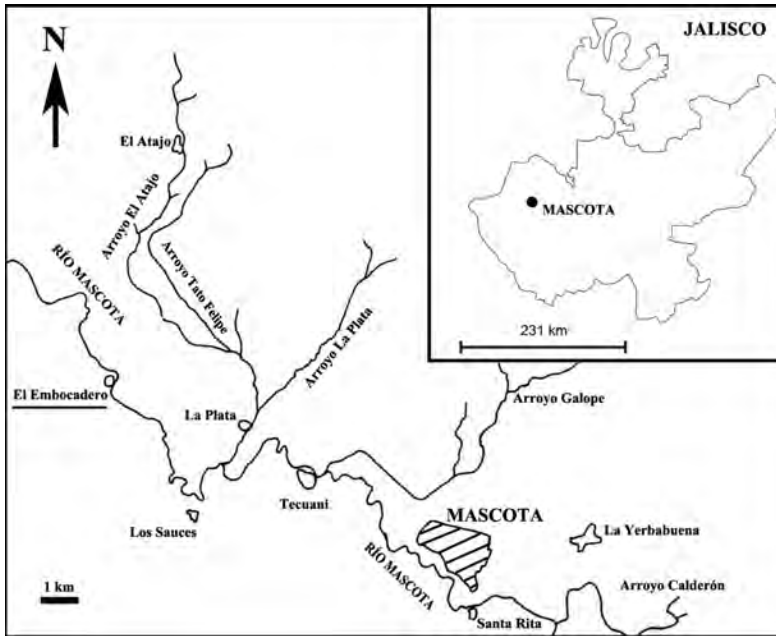 N
JALISCO
MASCOTA
231 km
El Atajo
Arroyo El Atajo
Arroyo Tato Felipe
RÍO MASCOTA
Arroyo La Plata
El Embocadero
La Plata
Arroyo Galope
Los Sauces
Tecuani
MASCOTA
La Yerbabuena
RÍO MASCOTA
Arroyo Calderón
1 km
Santa Rita